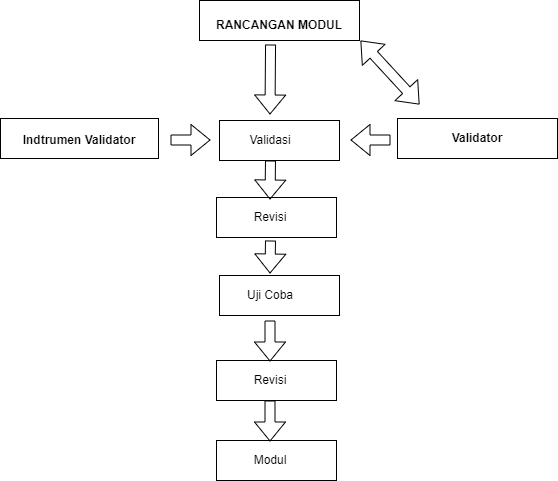 RANCANGAN MODUL
Indtrumen Validator
Validasi
Validator
Revisi
Uji Coba
Revisi
Modul